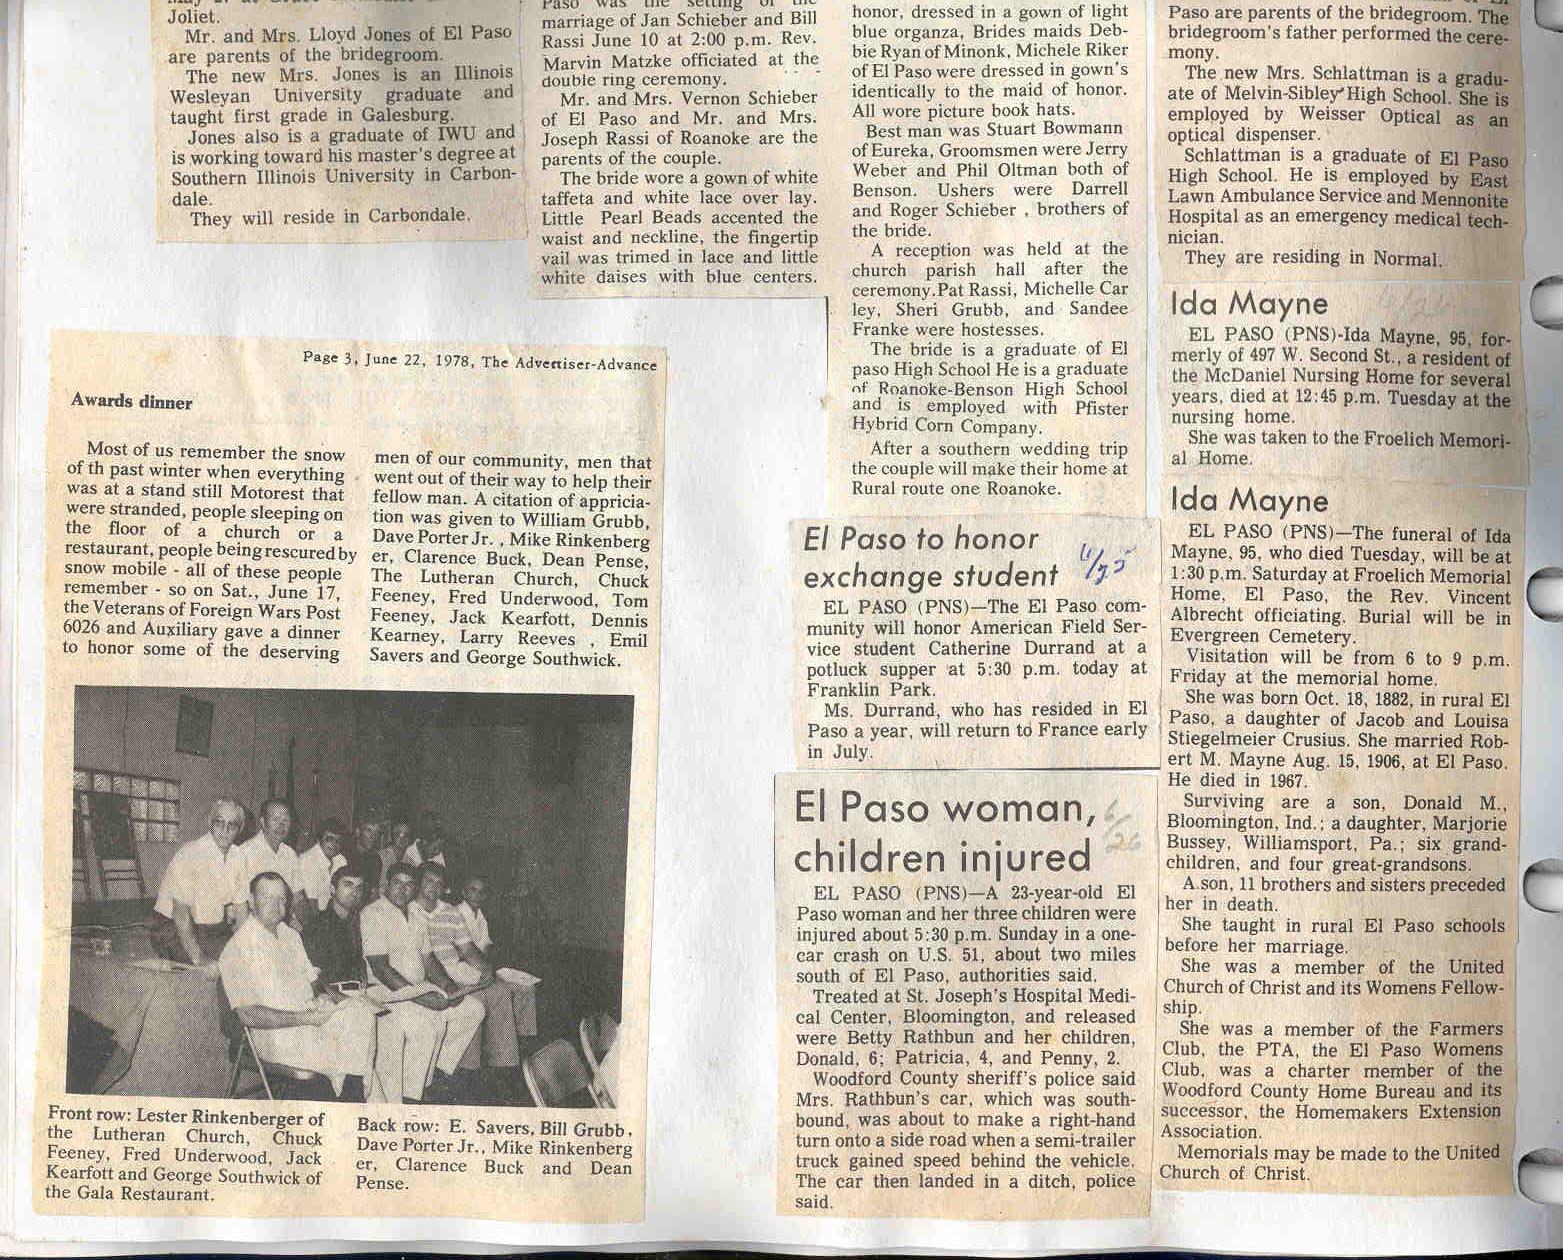 Joliet.
Mr. and Mrs. Lloyd Jones of El Paso
are parents of the bridegroom.
The new Mrs. Jones is an Illinois
Wesleyan University graduate and
taught first grade in Galesburg.
Jones also is a graduate of IWU and
is working toward his master's degree at
Southern Illinois University in Carbon-
dale.
They will reside in Carbondale.
Paso was the setting of the
marriage of Jan Schieber and Bill
Rassi June 10 at 2:00 p.m. Rev.
Marvin Matzke officiated at the
double ring ceremony.
Mr. and Mrs. Vernon Schieber
of El Paso and Mr. and Mrs.
Joseph Rassi of Roanoke are the
parents of the couple.
The bride wore a gown of white
taffeta and white lace over lay.
Little Pearl Beads accented the
waist and neckline, the fingertip
vail was trimed in lace and little
white daises with blue centers.
honor, dressed in a gown of light
blue organza, Brides maids Deb-
bie Ryan of Minonk, Michele Riker
of El Paso were dressed in gown's
identically to the maid of honor.
All wore picture book hats.
Best man was Stuart Bowmann
of Eureka, Groomsmen were Jerry
Weber and Phil Oltman both of
Benson. Ushers were Darrell
and Roger Schieber , brothers of
the bride.
A reception was held at the
church parish hall after the
ceremony.Pat Rassi, Michelle Car
ley, Sheri Grubb, and Sandee
Franke were hostesses.
The bride is a graduate of El
paso High School He is a graduate
of Roanoke-Benson High School
and is employed with Pfister
Hybrid Corn Company.
After a southern wedding trip
the couple will make their home at
Rural route one Roanoke.
Paso are parents of the bridegroom. The
bridegroom's father performed the cere-
mony.
The new Mrs. Schlattman is a gradu-
ate of Melvin-Sibley High School. She is
employed by Weisser Optical as an
optical dispenser.
Schlattman is a graduate of El Paso
High School. He is employed by East
Lawn Ambulance Service and Mennonite
Hospital as an emergency medical tech-
nician.
They are residing in Normal.
Page 3, June 22, 1978, The Advertiser-Advance
Awards dinner
Most of us remember the snow
of th past winter when everything
was at a stand still Motorest that
were stranded, people sleeping on
the floor of a church or a
restaurant, people being rescured by
snow mobile - all of these people
remember - so on Sat., June 17,
the Veterans of Foreign Wars Post
6026 and Auxiliary gave a dinner
to honor some of the deserving
men of our community, men that
went out of their way to help their
fellow man. A citation of appricia-
tion was given to William Grubb,
Dave Porter Jr. , Mike Rinkenberg
er, Clarence Buck, Dean Pense,
The Lutheran Church, Chuck
Feeney, Fred Underwood, Tom
Feeney, Jack Kearfott, Dennis
Kearney, Larry Reeves , Emil
Savers and George Southwick.
Front row: Lester Rinkenberger of
the Lutheran Church, Chuck
Feeney, Fred Underwood, Jack
Kearfott and George Southwick of
the Gala Restaurant.
Back row: E. Savers, Bill Grubb,
Dave Porter Jr., Mike Rinkenberg
er, Clarence Buck and Dean
Pense.
El Paso to honor
exchange student
EL PASO (PNS)—The El Paso com-
munity will honor American Field Ser-
vice student Catherine Durrand at a
potluck supper at 5:30 p.m. today at
Franklin Park.
Ms. Durrand, who has resided in El
Paso a year, will return to France early
in July.
El Paso woman,
children injured
6/26
EL PASO (PNS)—A 23-year-old El
Paso woman and her three children were
injured about 5:30 p.m. Sunday in a one-
car crash on U.S. 51, about two miles
south of El Paso, authorities said.
Treated at St. Joseph's Hospital Medi-
cal Center, Bloomington, and released
were Betty Rathbun and her children,
Donald, 6; Patricia, 4, and Penny, 2.
Woodford County sheriff's police said
Mrs. Rathbun's car, which was south-
bound, was about to make a right-hand
turn onto a side road when a semi-trailer
truck gained speed behind the vehicle.
The car then landed in a ditch, police
said.
Ida Mayne
EL PASO (PNS)-Ida Mayne, 95, for-
merly of 497 W. Second St., a resident of
the McDaniel Nursing Home for several
years, died at 12:45 p.m. Tuesday at the
nursing home.
She was taken to the Froelich Memori-
al Home.
Ida Mayne
EL PASO (PNS)—The funeral of Ida
Mayne, 95, who died Tuesday, will be at
1:30 p.m. Saturday at Froelich Memorial
Home, El Paso, the Rev. Vincent
Albrecht officiating. Burial will be in
Evergreen Cemetery.
Visitation will be from 6 to 9 p.m.
Friday at the memorial home.
She was born Oct. 18, 1882, in rural El
Paso, a daughter of Jacob and Louisa
Stiegelmeier Crusius. She married Rob-
ert M. Mayne Aug. 15, 1906, at El Paso.
He died in 1967.
Surviving are a son, Donald M.,
Bloomington, Ind.; a daughter, Marjorie
Bussey, Williamsport, Pa.; six grand-
children, and four great-grandsons.
A son, 11 brothers and sisters preceded
her in death.
She taught in rural El Paso schools
before her marriage.
She was a member of the United
Church of Christ and its Womens Fellow-
ship.
She was a member of the Farmers
Club, the PTA, the El Paso Womens
Club, was a charter member of the
Woodford County Home Bureau and its
successor, the Homemakers Extension
Association.
Memorials may be made to the United
Church of Christ.